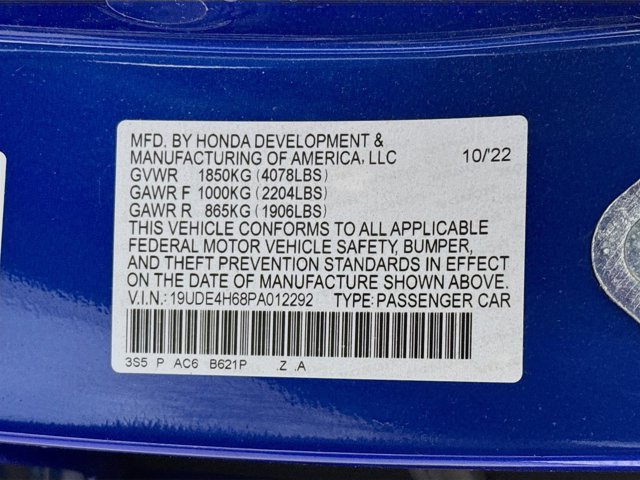 MFD. BY HONDA DEVELOPMENT &
MANUFACTURING OF AMERICA, LLC 10/'22
GVWR 1850KG (4078LBS)
GAWR F 1000KG (2204LBS)
GAWR R 865KG (1906LBS)
THIS VEHICLE CONFORMS TO ALL APPLICABLE
FEDERAL MOTOR VEHICLE SAFETY, BUMPER,
AND THEFT PREVENTION STANDARDS IN EFFECT
ON THE DATE OF MANUFACTURE SHOWN ABOVE.
V.I.N.: 19UDE4H68PA012292 TYPE: PASSENGER CAR
3S5 P AC6 B621P .Z .A